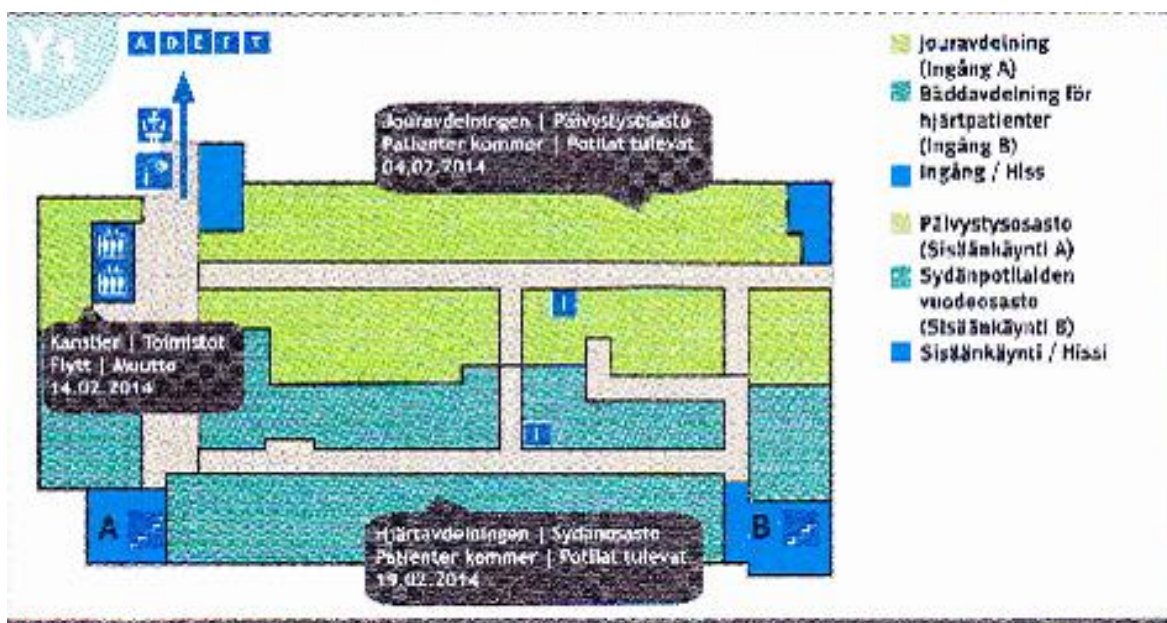 Y1
A D E F T
Jouravdelningen | Päivystysosasto
Patienter kommer | Potilat tulevat
04.02.2014
Kanslier | Toimistot
Flytt | Muutto
14.02.2014
i
i
A
B
Hjärtavdelningen | Sydänosasto
Patienter kommer | Potilat tulevat
19.02.2014
Jouravdelning
(Ingång A)
Bäddavdelning för
hjärtpatienter
(Ingång B)
Ingång / Hiss
Päivystysosasto
(Sisäänkäynti A)
Sydänpotilaiden
vuodeosasto
(Sisäänkäynti B)
Sisäänkäynti / Hissi